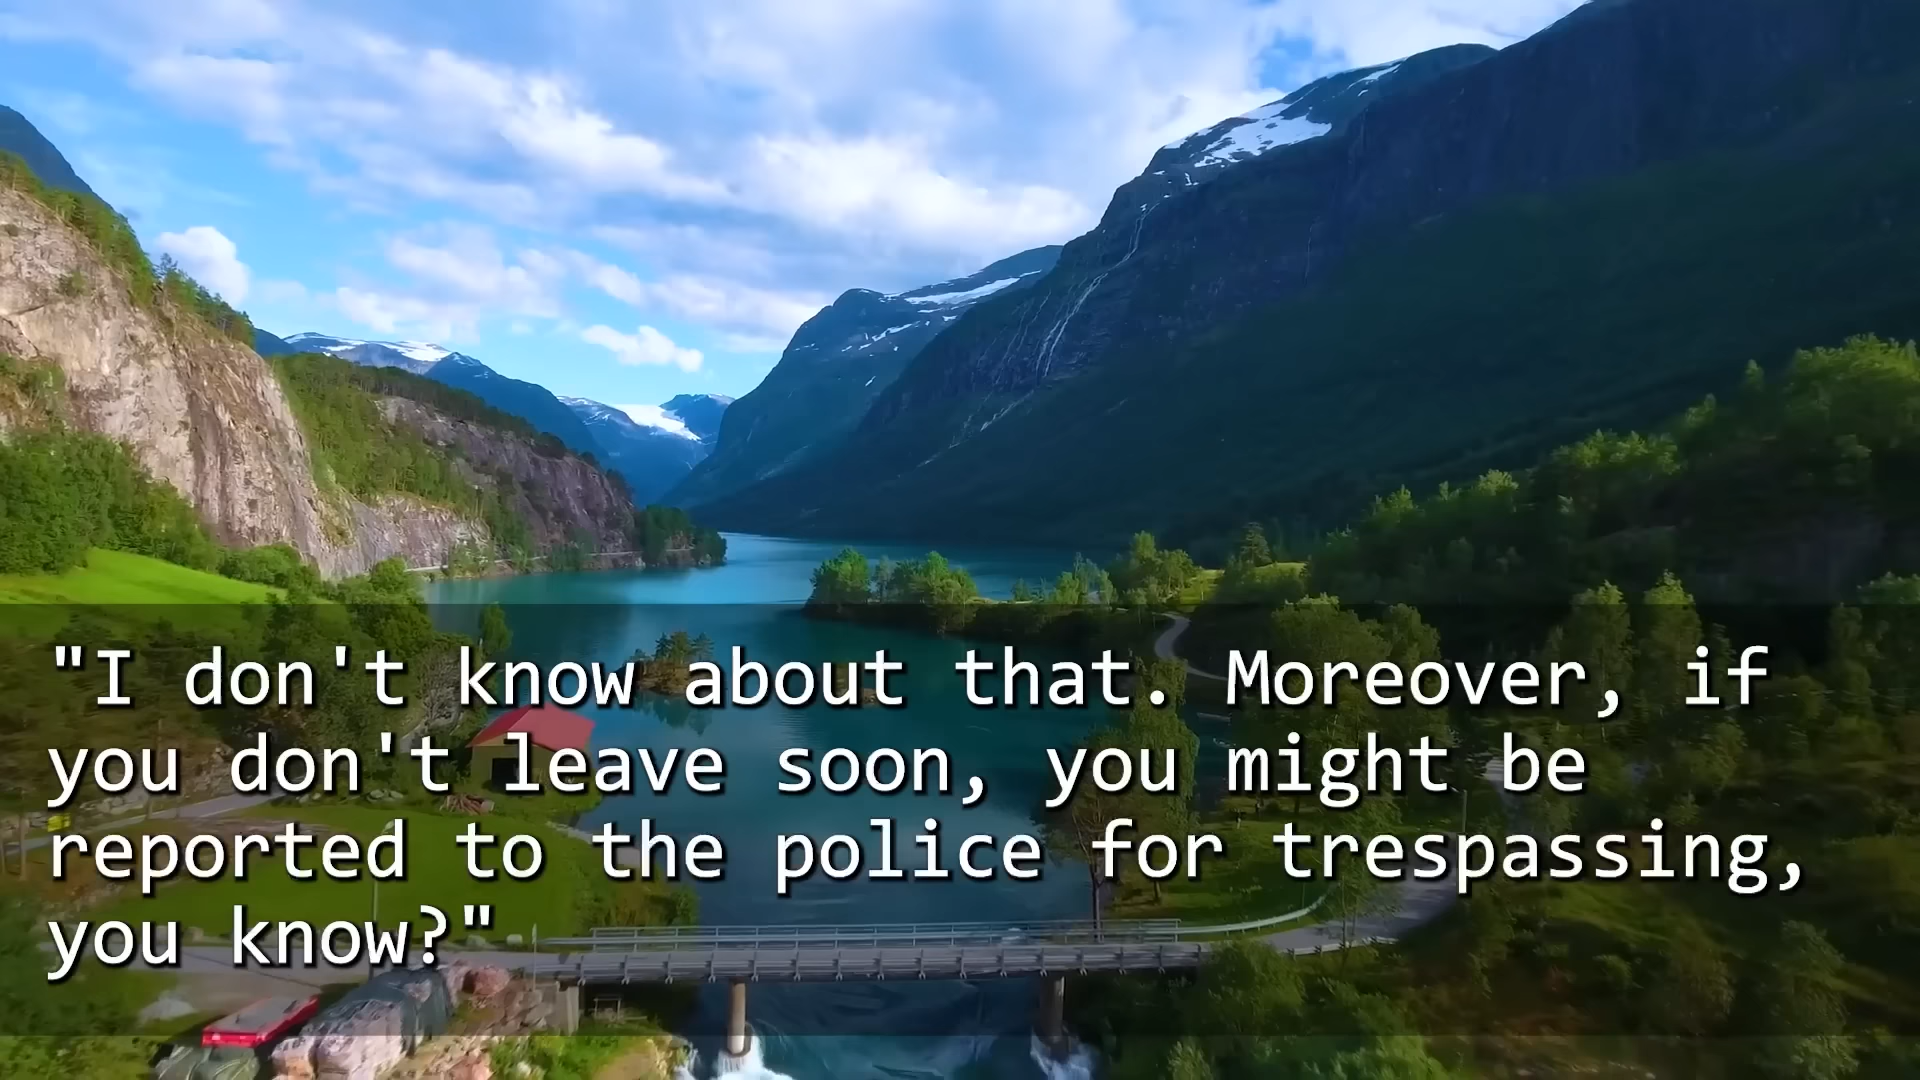 "I don't know about that. Moreover, if
you don't leave soon, you might be
reported to the police for trespassing,
you know?"